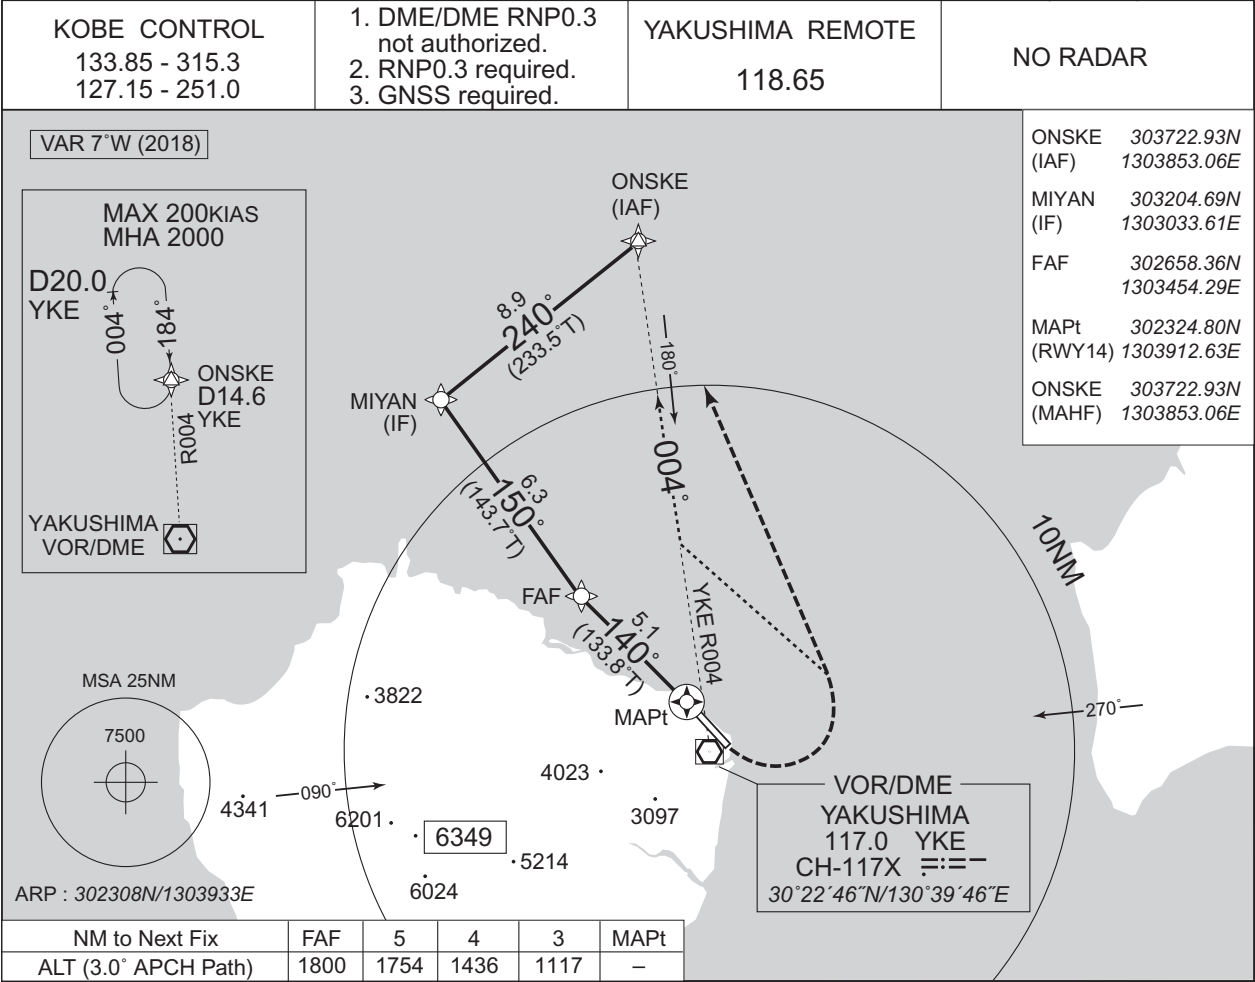 KOBE CONTROL
133.85 - 315.3
127.15 - 251.0
1. DME/DME RNP0.3
not authorized.
2. RNP0.3 required.
3. GNSS required.
YAKUSHIMA REMOTE
118.65
NO RADAR
VAR 7°W (2018)
MAX 200KIAS
MHA 2000
D20.0
YKE
004°
184°
ONSKE
D14.6
YKE
R004
YAKUSHIMA
VOR/DME
ONSKE 303722.93N
(IAF) 1303853.06E
MIYAN 303204.69N
(IF) 1303033.61E
FAF 302658.36N
1303454.29E
MAPt 302324.80N
(RWY14) 1303912.63E
ONSKE 303722.93N
(MAHF) 1303853.06E
ONSKE
(IAF)
8.9
240°
(233.5°T)
180°
MIYAN
(IF)
6.3
150°
(143.7°T)
004°
10NM
FAF
5.1
140°
(133.8°T)
YKE R004
MAPt
MSA 25NM
7500
3822
4023
3097
4341
090°
6201
6349
5214
6024
270°
VOR/DME
YAKUSHIMA
117.0 YKE
CH-117X
30°22´46˝N/130°39´46˝E
ARP : 302308N/1303933E
NM to Next Fix FAF 5 4 3 MAPt
ALT (3.0° APCH Path) 1800 1754 1436 1117 –